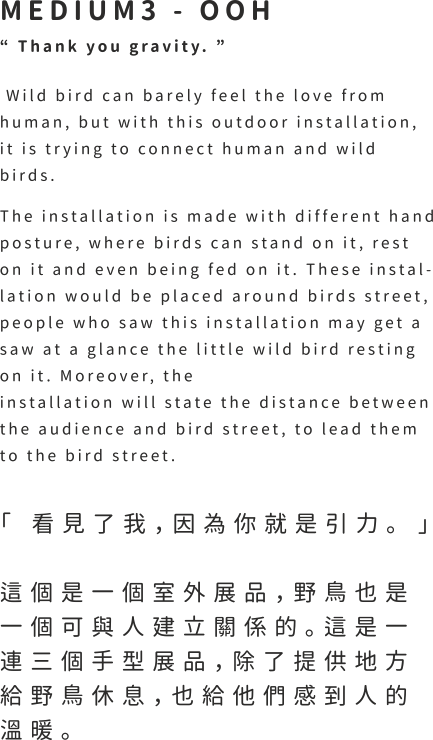 MEDIUM3 - OOH
“ Thank you gravity. ”
Wild bird can barely feel the love from
human, but with this outdoor installation,
it is trying to connect human and wild
birds.
The installation is made with different hand
posture, where birds can stand on it, rest
on it and even being fed on it. These instal-
lation would be placed around birds street,
people who saw this installation may get a
saw at a glance the little wild bird resting
on it. Moreover, the
installation will state the distance between
the audience and bird street, to lead them
to the bird street.
「 看見了我，因為你就是引力。」
這個是一個室外展品，野鳥也是
一個可與人建立關係的。這是一
連三個手型展品，除了提供地方
給野鳥休息，也給他們感到人的
溫暖。